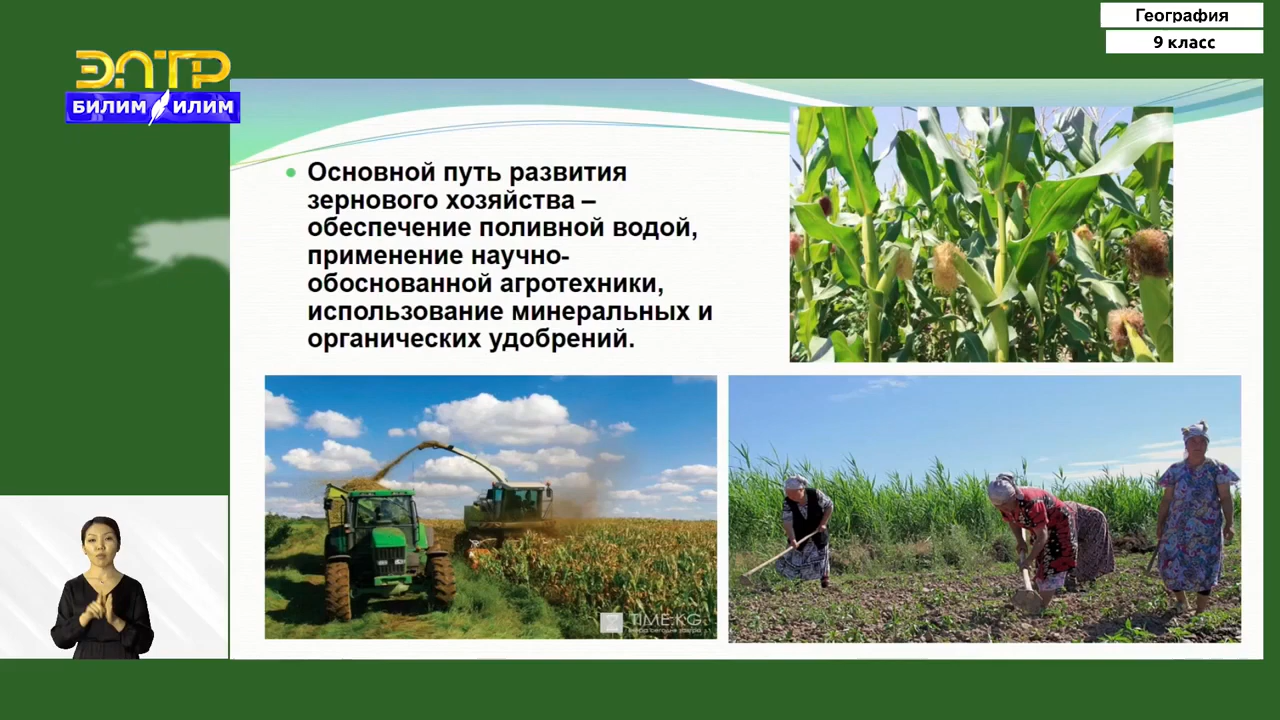 География
9 класс
ЭЛТР
БИЛИМ ИЛИМ
• Основной путь развития
зернового хозяйства –
обеспечение поливной водой,
применение научно-
обоснованной агротехники,
использование минеральных и
органических удобрений.
TIME.KG